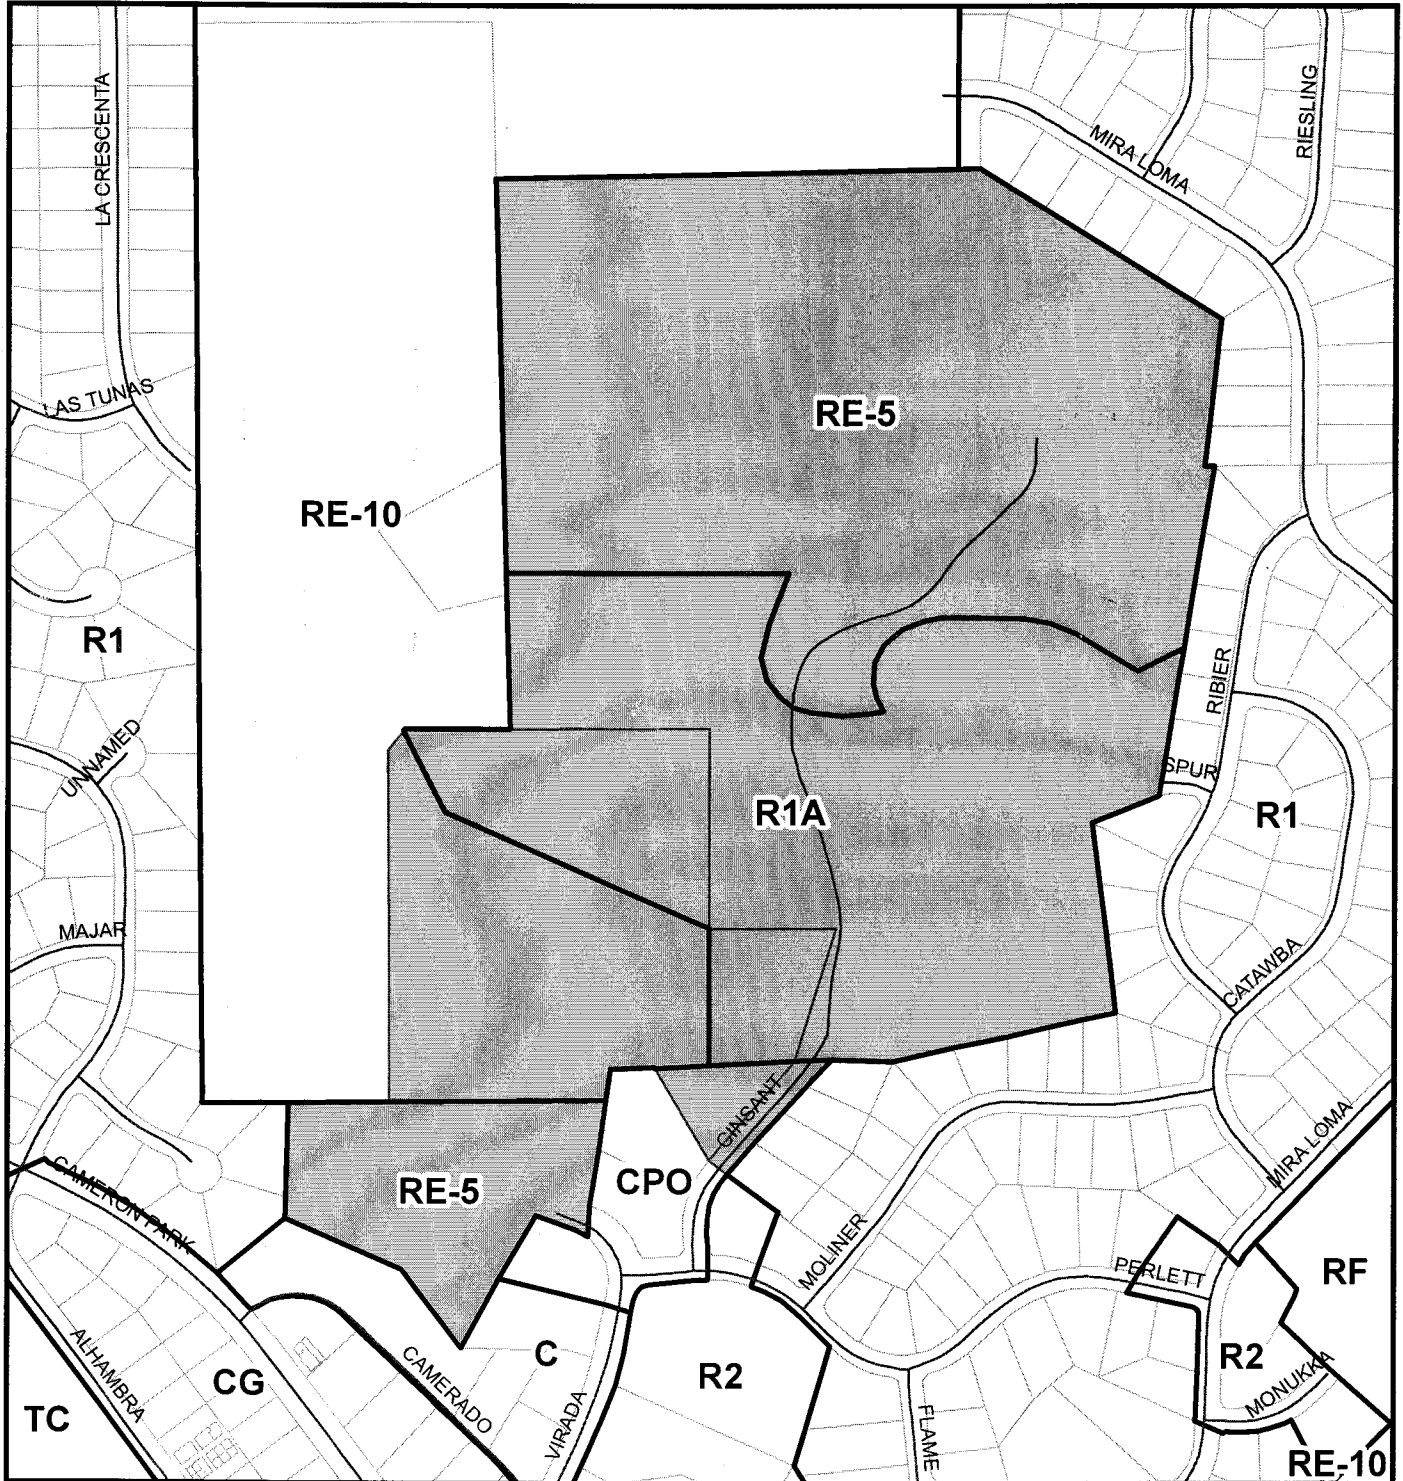 LA CRESCENTA
RIESLING
MIRA LOMA
LAS TUNAS
RE-5
RE-10
R1
RIBIER
UNNAMED
SPUR
R1A
R1
MAJAR
CATAWBA
GINSANT
MIRA LOMA
CAMERON PARK
RE-5
CPO
MOLINER
PERLETT
RF
ALHAMBRA
CG
CAMERADO
C
R2
R2
MONUKKA
TC
VIRADA
FLAME
RE-10